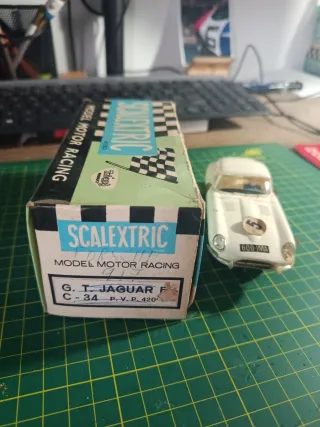 MODEL MOTOR RACING
SCALEXTRIC
SCALEXTRIC
MODEL MOTOR RACING
G. T. JAGUAR E
C - 34 P.V.P. 420'